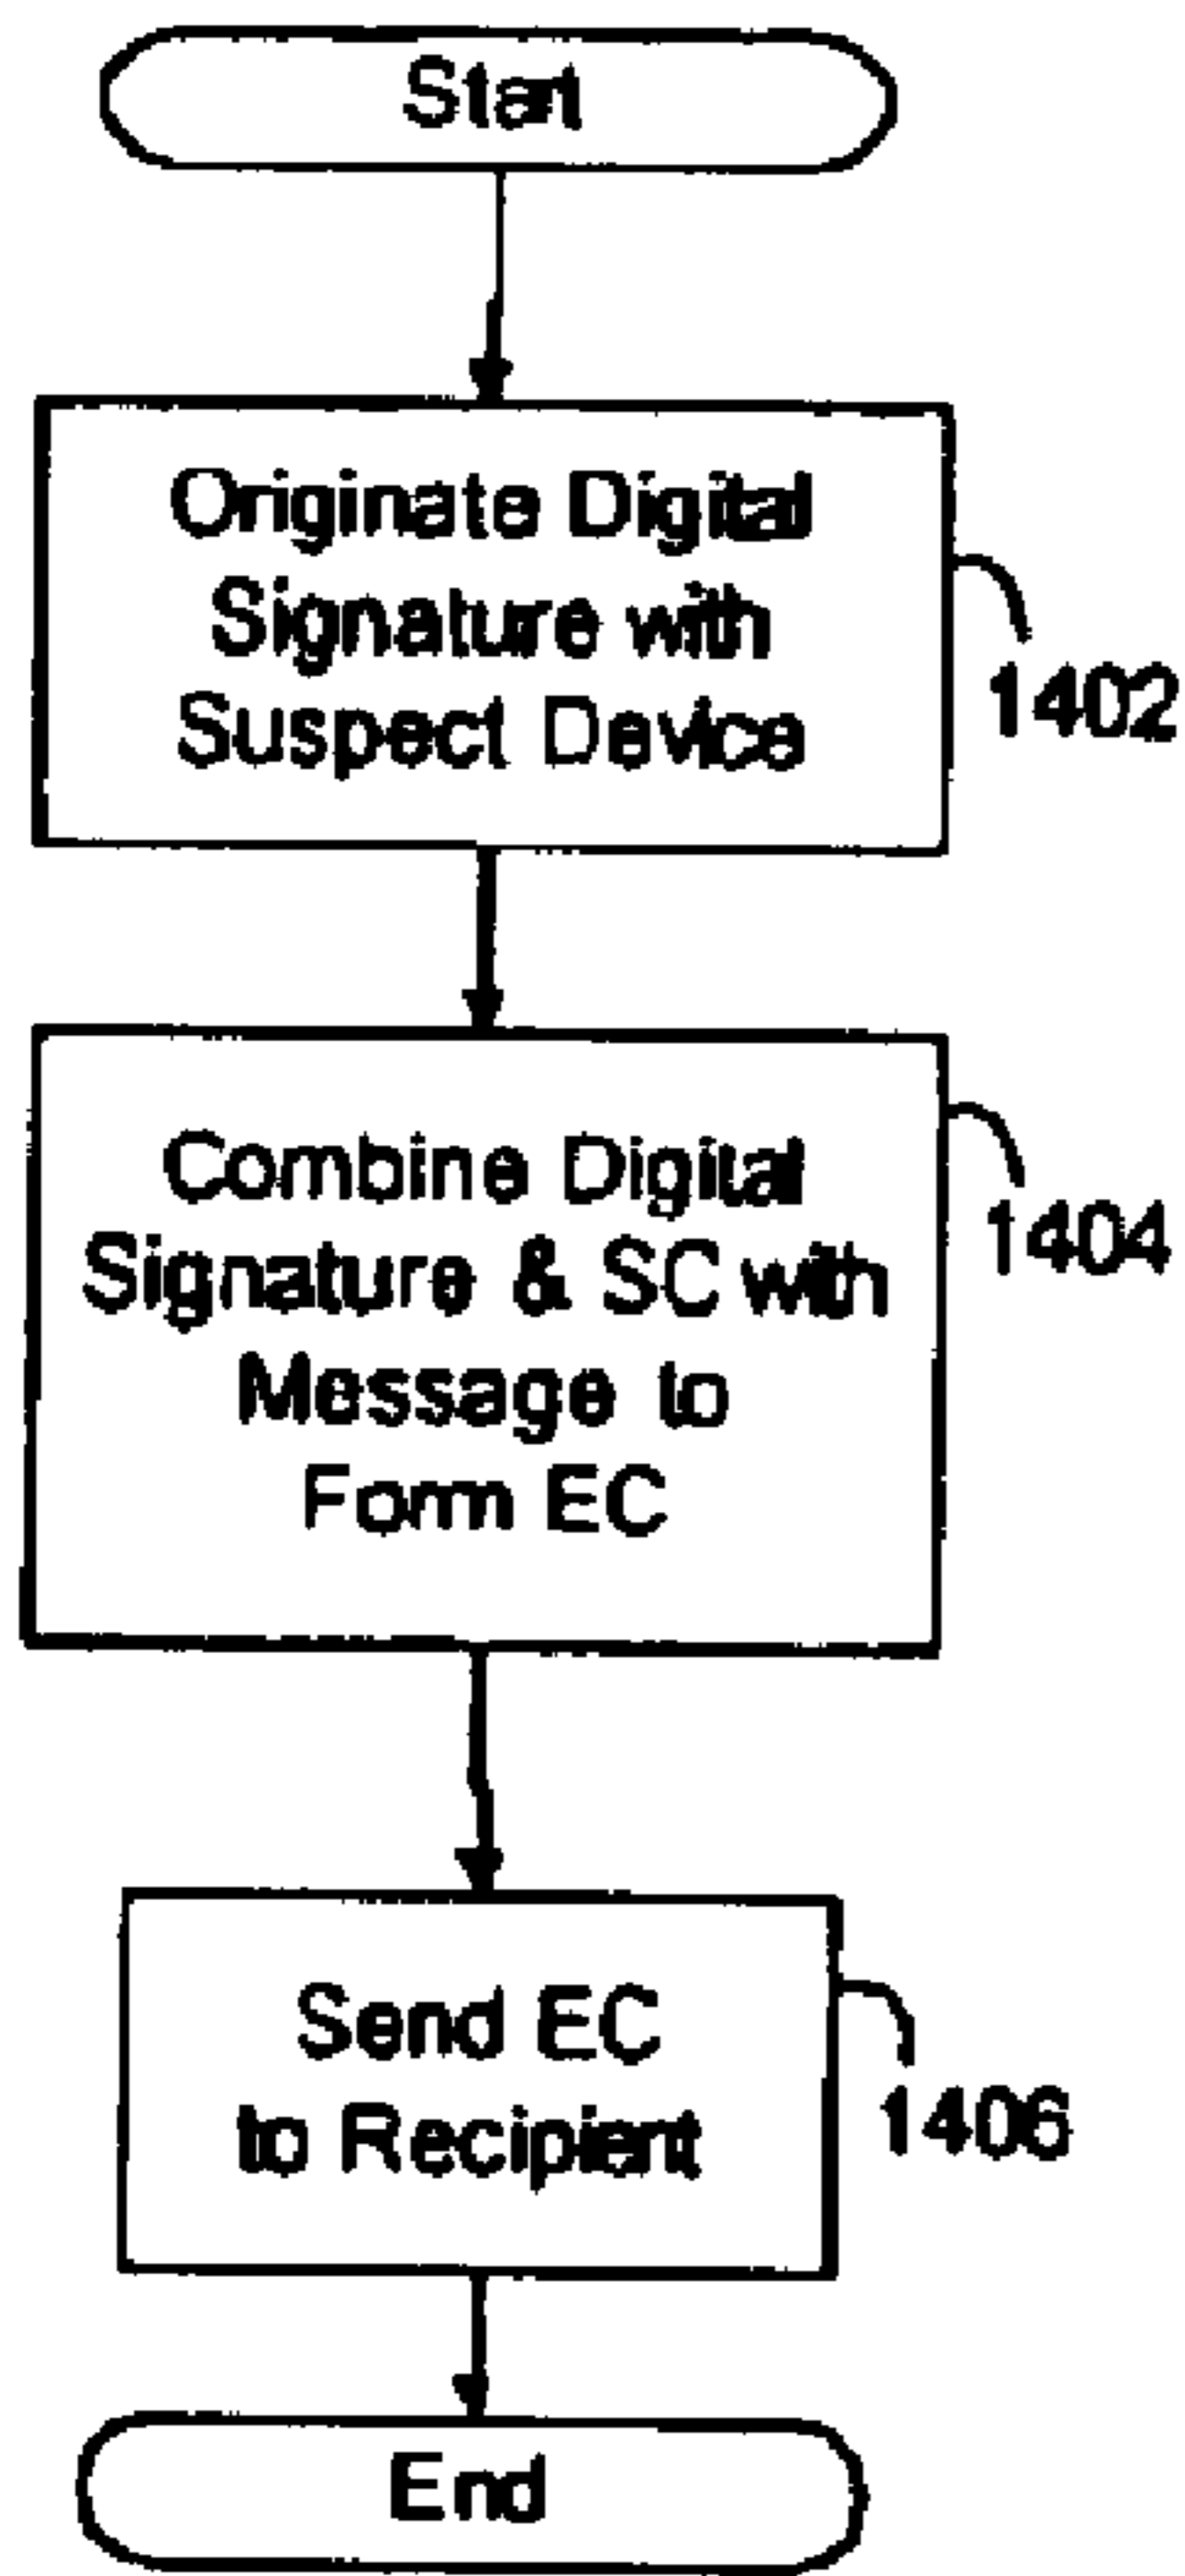 Start
Originate Digital
Signature with
Suspect Device
1402
Combine Digital
Signature & SC with
Message to
Form EC
1404
Send EC
to Recipient
1406
End